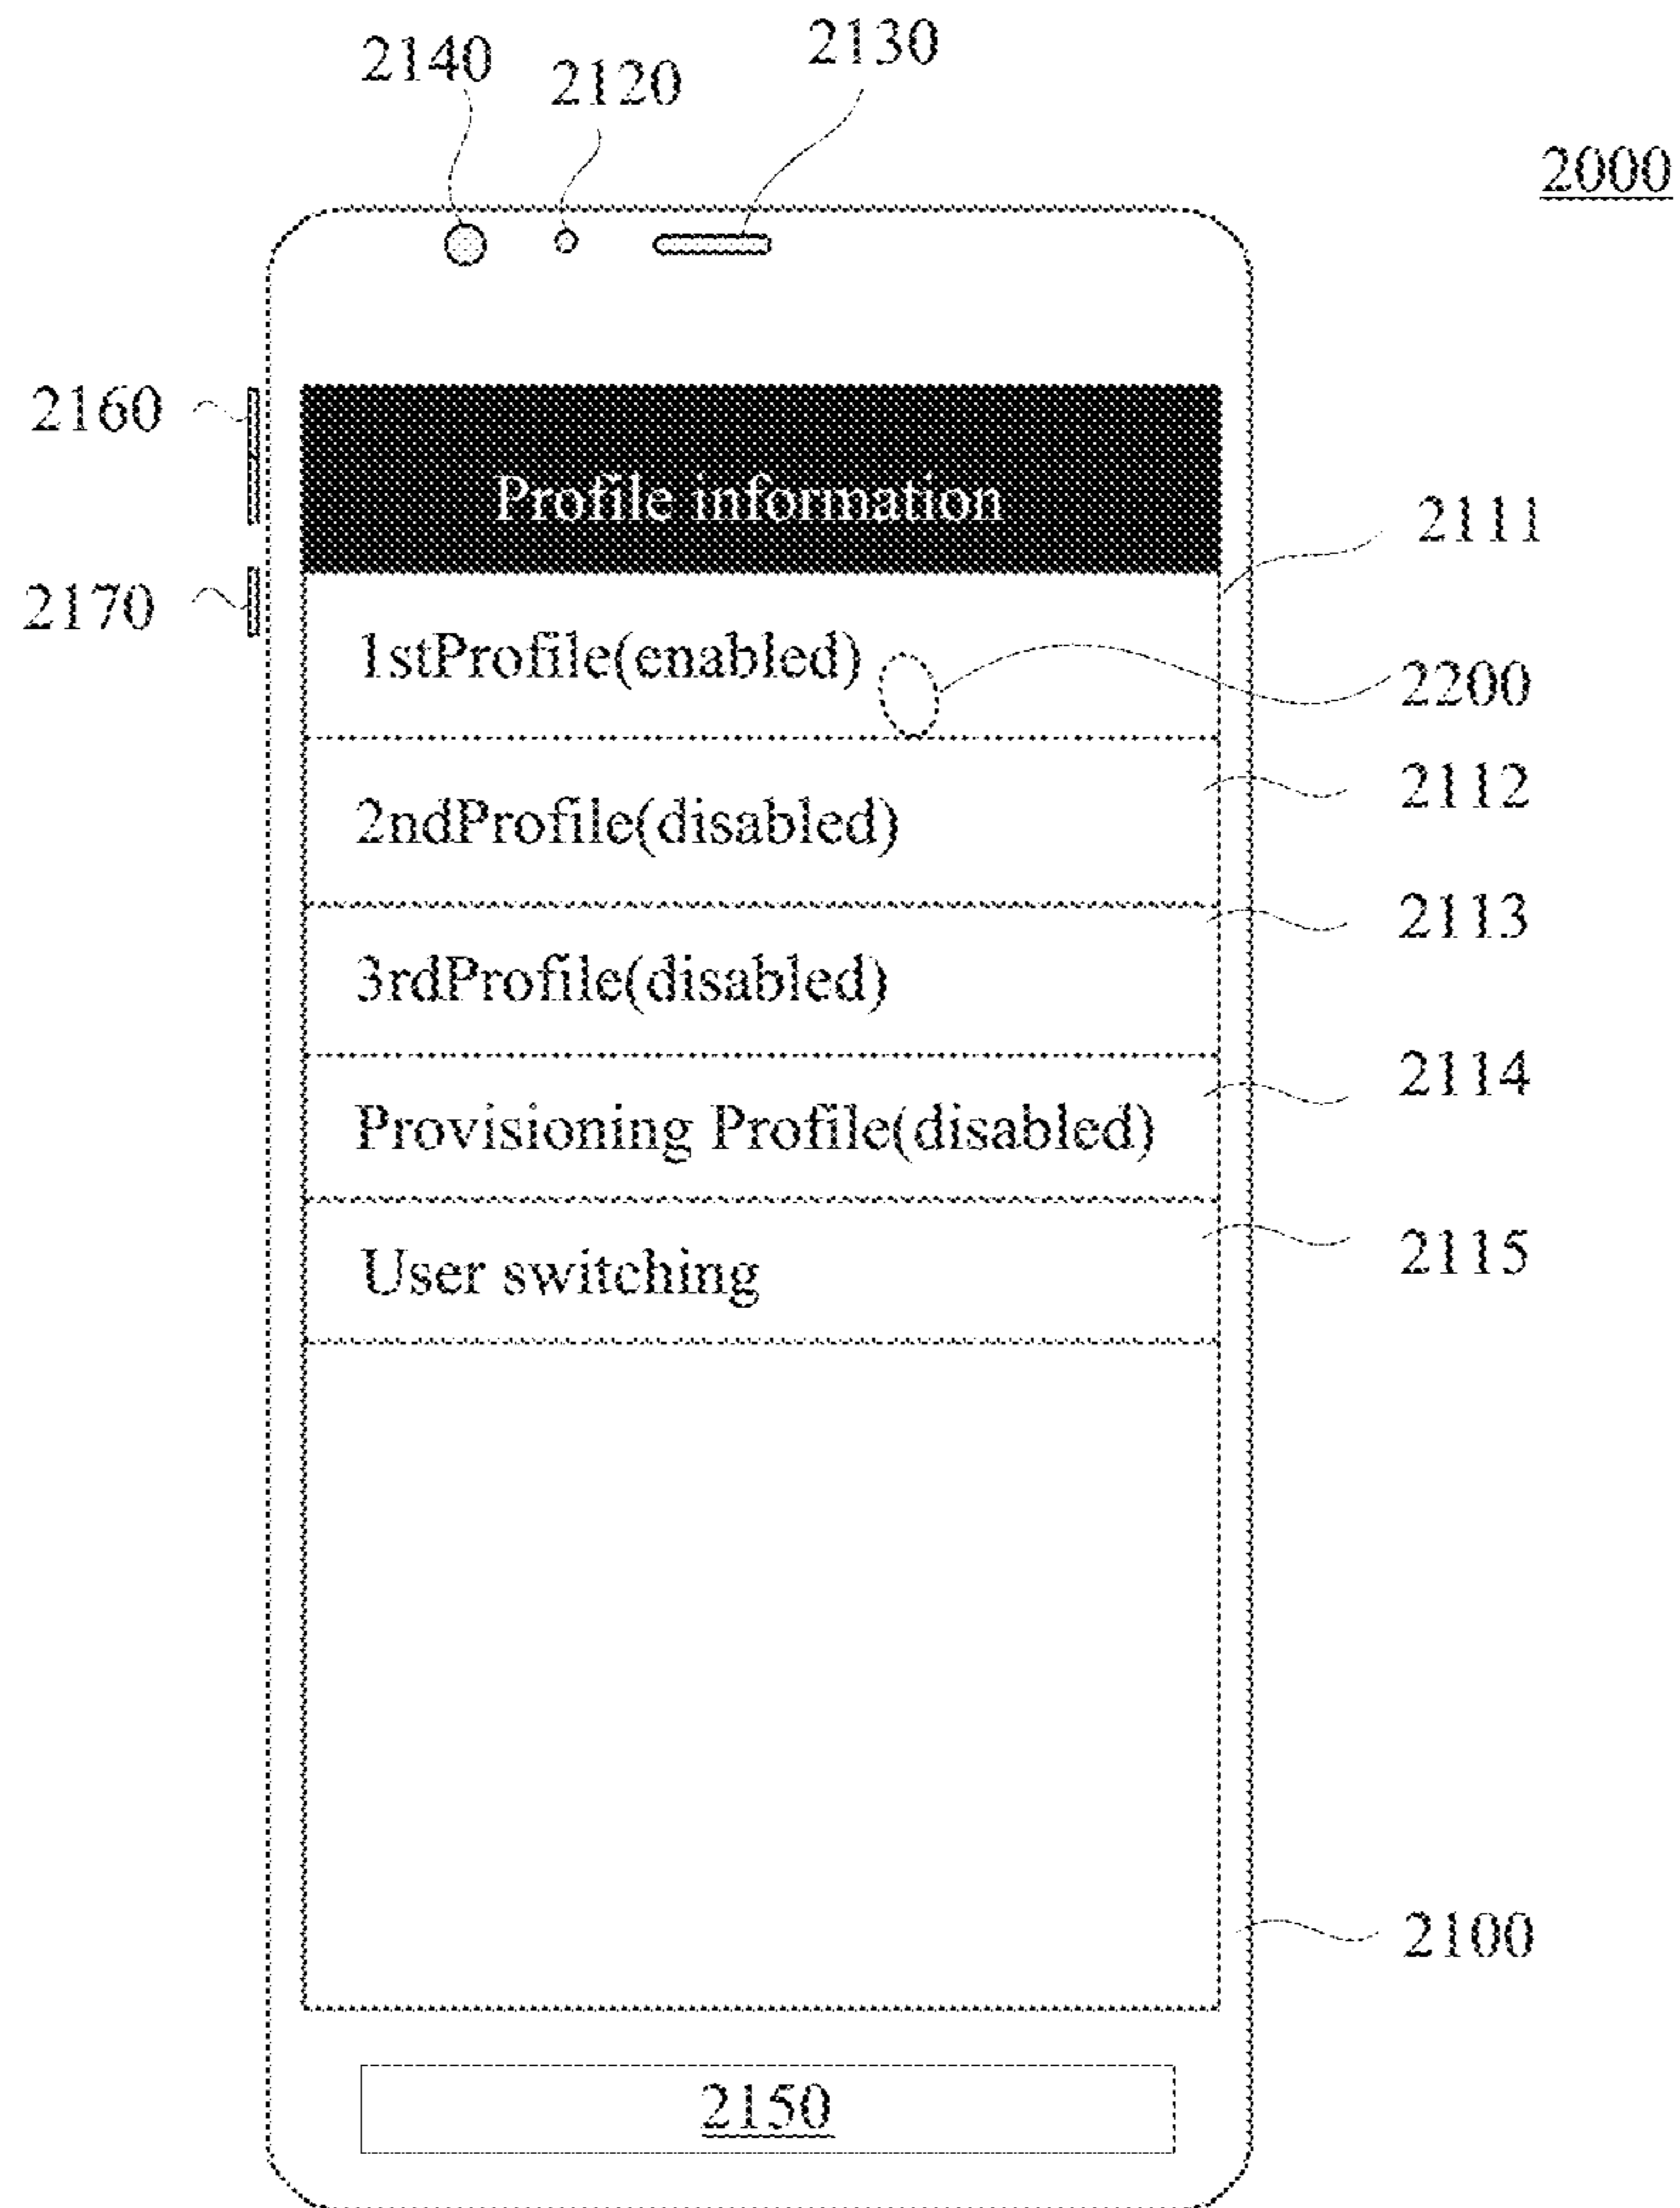 2140
2120
2130
2000
2160
Profile information
2111
2170
1stProfile(enabled)
2200
2112
2ndProfile(disabled)
2113
3rdProfile(disabled)
2114
Provisioning Profile(disabled)
2115
User switching
2100
2150